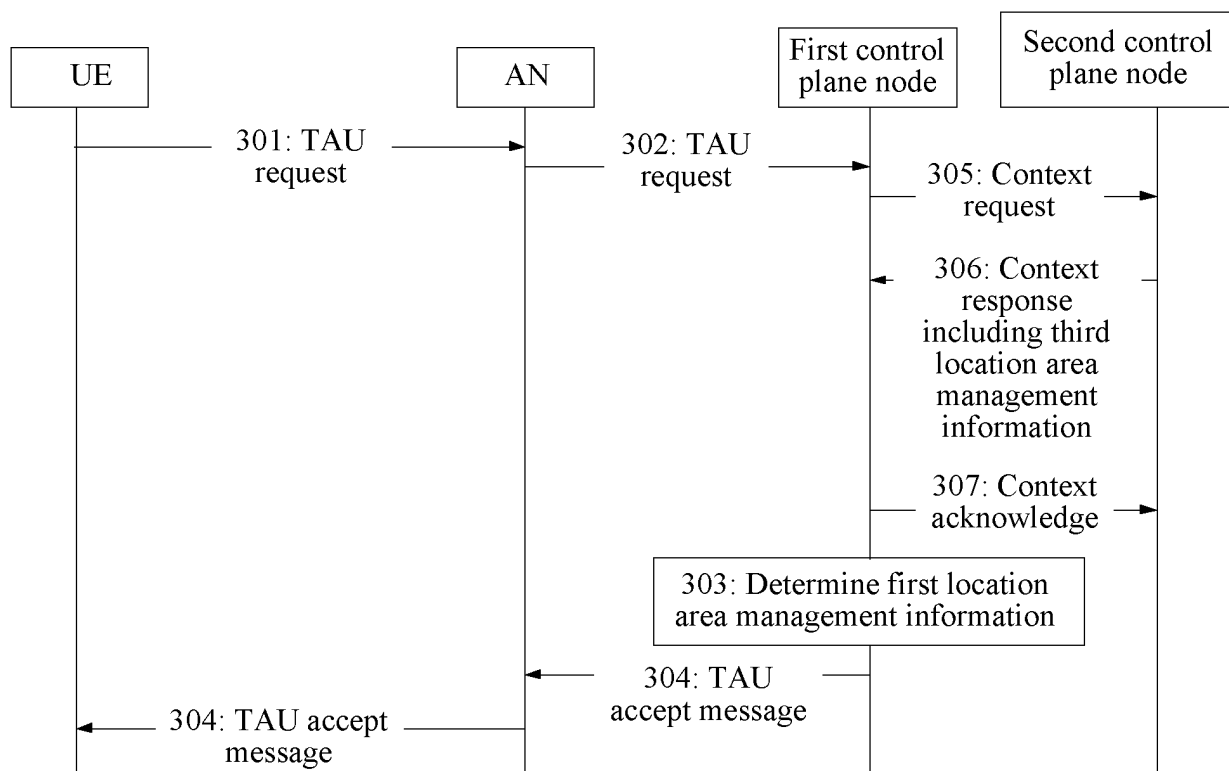 UE
AN
First control
plane node
Second control
plane node
301: TAU
request
302: TAU
request
305: Context
request
306: Context
response
including third
location area
management
information
307: Context
acknowledge
303: Determine first location
area management information
304: TAU
accept message
304: TAU accept
message